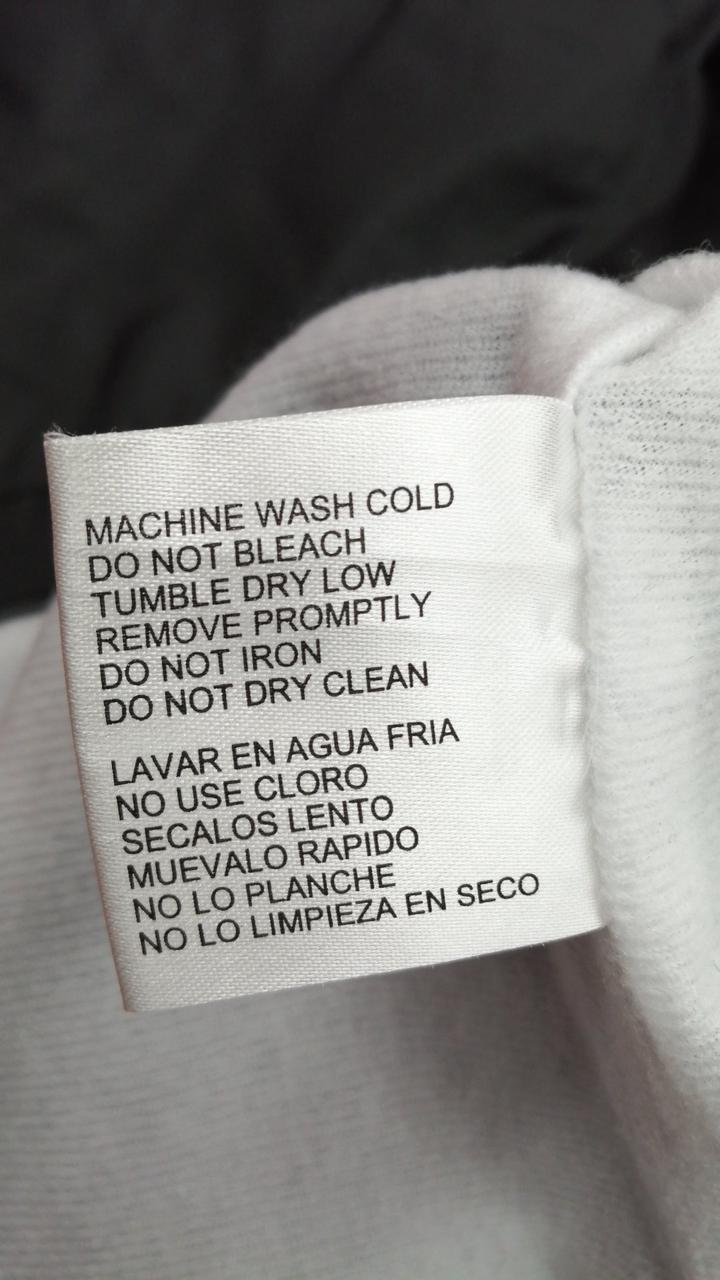 MACHINE WASH COLD
DO NOT BLEACH
TUMBLE DRY LOW
REMOVE PROMPTLY
DO NOT IRON
DO NOT DRY CLEAN
LAVAR EN AGUA FRIA
NO USE CLORO
SECALOS LENTO
MUEVALO RAPIDO
NO LO PLANCHE
NO LO LIMPIEZA EN SECO